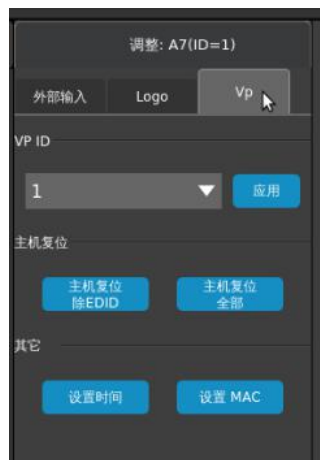 调整: A7(ID=1)
外部输入 Logo Vp
VP ID
1 应用
主机复位
主机复位 主机复位
除EDID 全部
其它
设置时间 设置 MAC